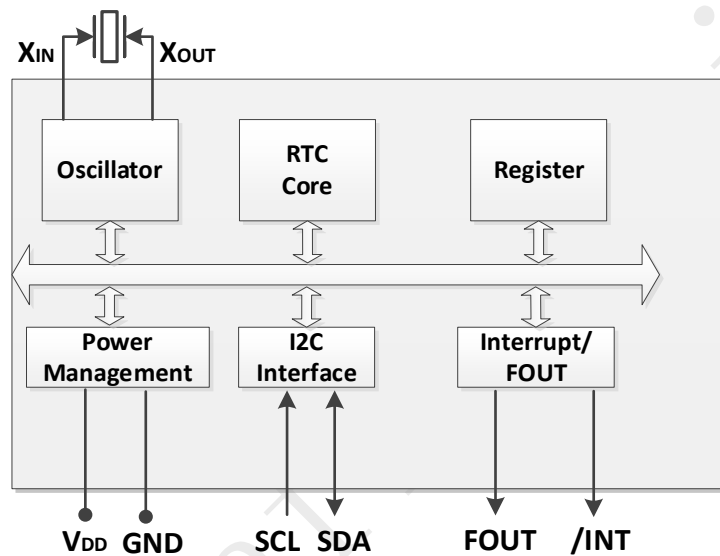 XIN XOUT
Oscillator
RTC
Core
Register
Power
Management
I2C
Interface
Interrupt/
FOUT
VDD GND SCL SDA FOUT /INT